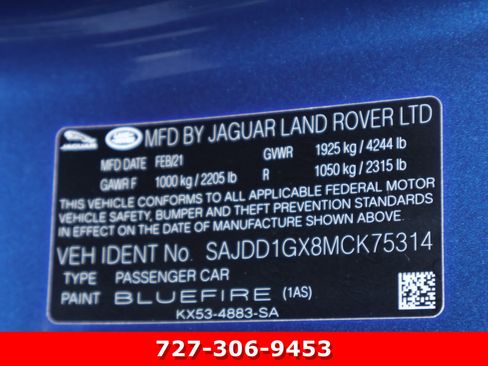 JAGUAR LAND ROVER MFD BY JAGUAR LAND ROVER LTD
MFD DATE FEB/21 GVWR 1925 kg / 4244 lb
GAWR F 1000 kg / 2205 lb R 1050 kg / 2315 lb
THIS VEHICLE CONFORMS TO ALL APPLICABLE FEDERAL MOTOR
VEHICLE SAFETY, BUMPER AND THEFT PREVENTION STANDARDS
IN EFFECT ON THE DATE OF MANUFACTURE SHOWN ABOVE.
VEH IDENT No. SAJDD1GX8MCK75314
TYPE PASSENGER CAR
PAINT BLUEFIRE (1AS)
KX53-4883-SA
727-306-9453